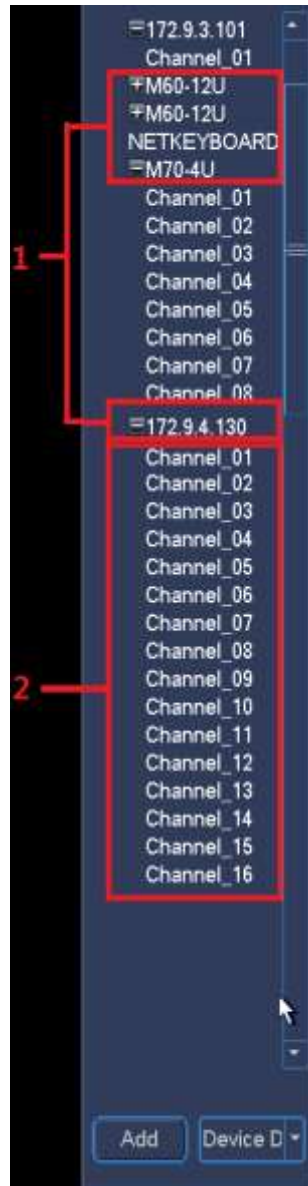 172.9.3.101
Channel_01
M60-12U
M60-12U
NETKEYBOARD
M70-4U
Channel_01
Channel_02
Channel_03
Channel_04
Channel_05
Channel_06
Channel_07
Channel_08
1
172.9.4.130
Channel_01
Channel_02
Channel_03
Channel_04
Channel_05
Channel_06
Channel_07
Channel_08
Channel_09
2
Channel_10
Channel_11
Channel_12
Channel_13
Channel_14
Channel_15
Channel_16
Add
Device D